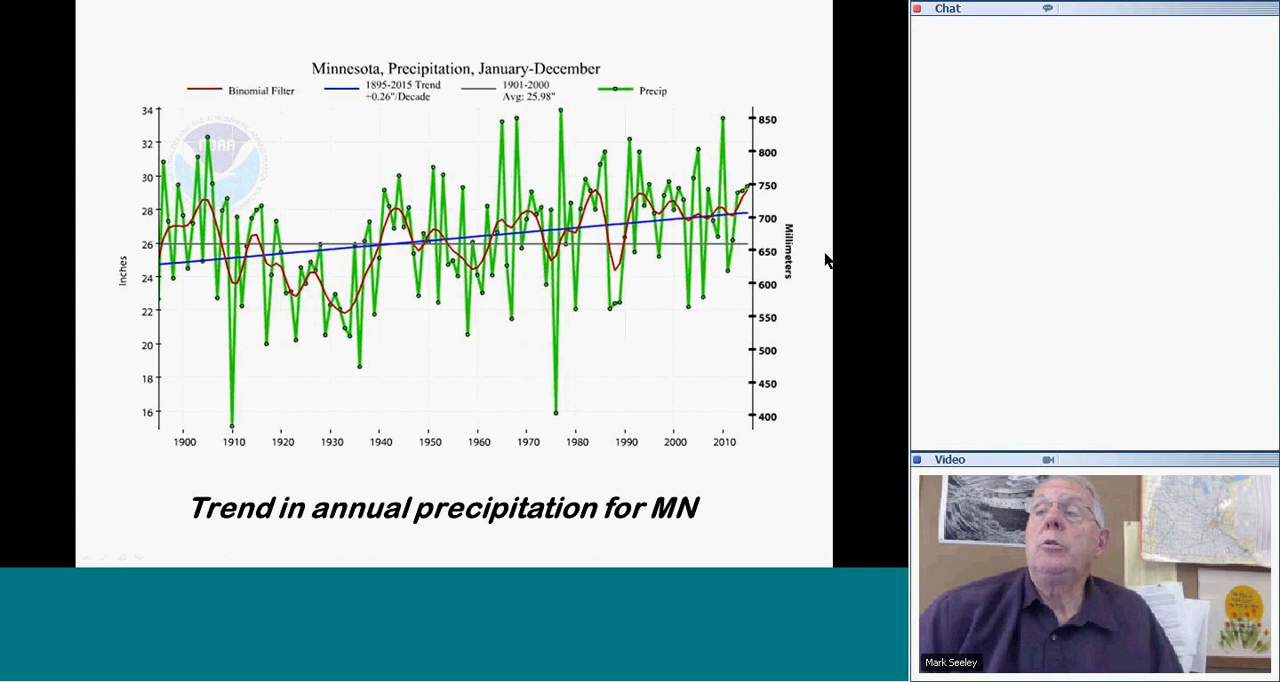 Chat
Minnesota, Precipitation, January-December
Binomial Filter
1895-2015 Trend
+0.26"/Decade
1901-2000
Avg: 25.98"
Precip
34
32
30
28
26
24
22
20
18
16
Inches
850
800
750
700
650
600
550
500
450
400
Millimeters
1900
1910
1920
1930
1940
1950
1960
1970
1980
1990
2000
2010
NOAA
Trend in annual precipitation for MN
Video
Mark Seeley